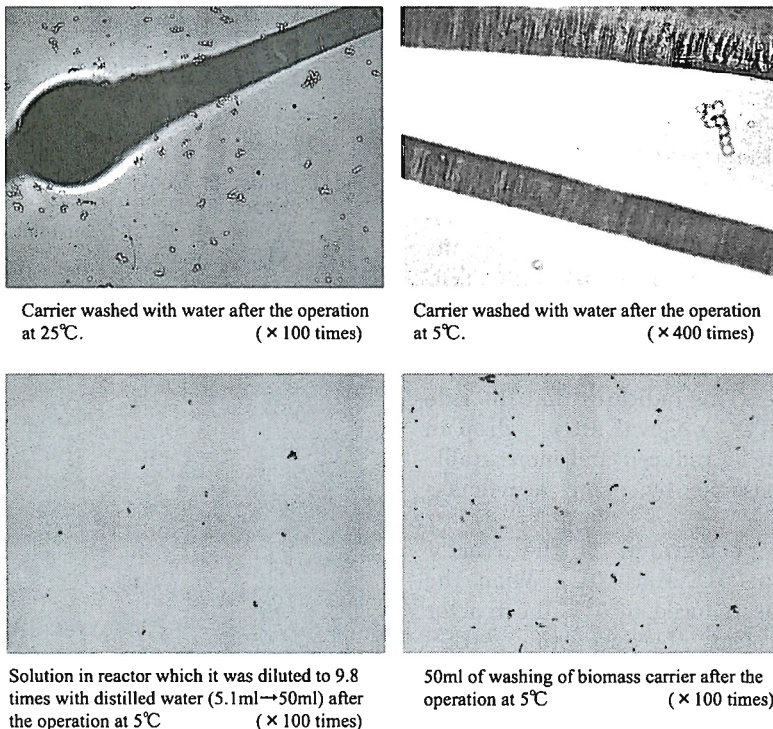 Carrier washed with water after the operation
at 25℃. (×100 times)
Carrier washed with water after the operation
at 5℃. (×400 times)
Solution in reactor which it was diluted to 9.8
times with distilled water (5.1ml→50ml) after
the operation at 5℃ (×100 times)
50ml of washing of biomass carrier after the
operation at 5℃ (×100 times)